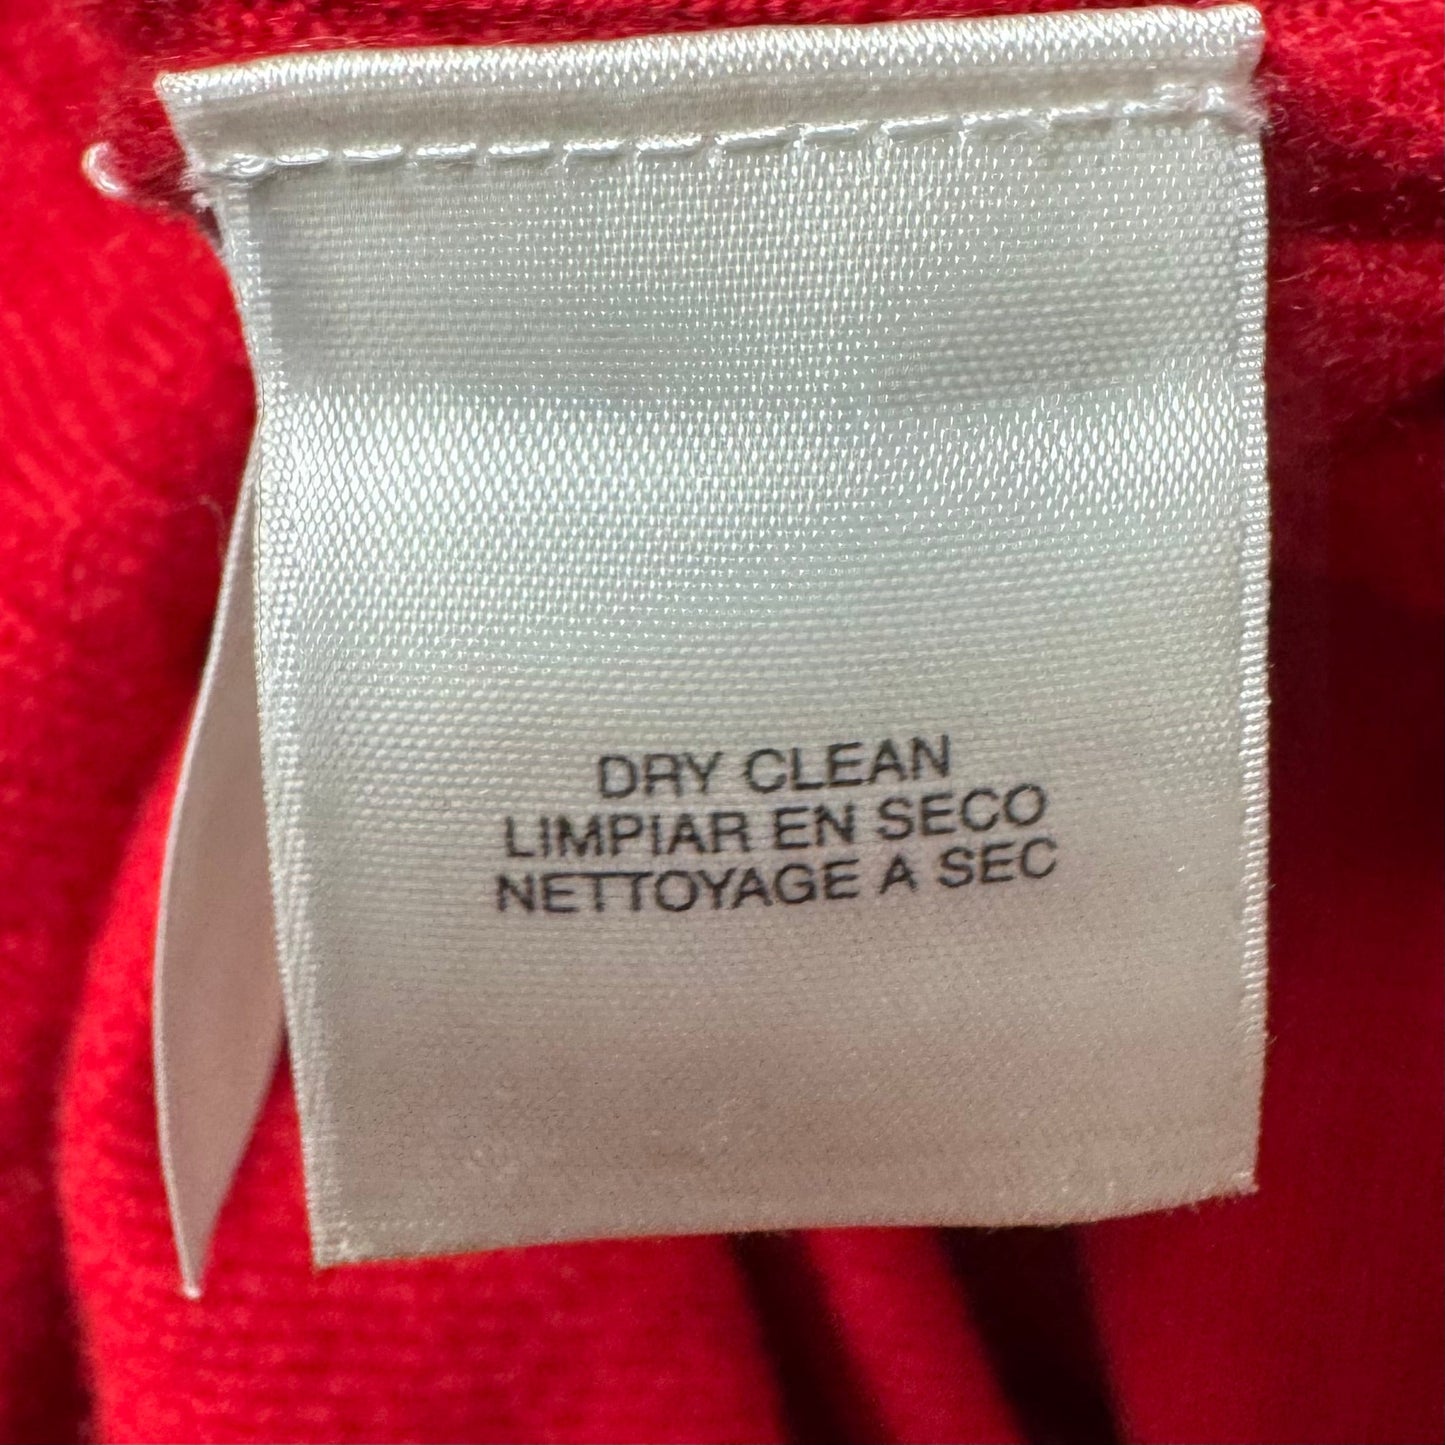 DRY CLEAN
LIMPIAR EN SECO
NETTOYAGE A SEC